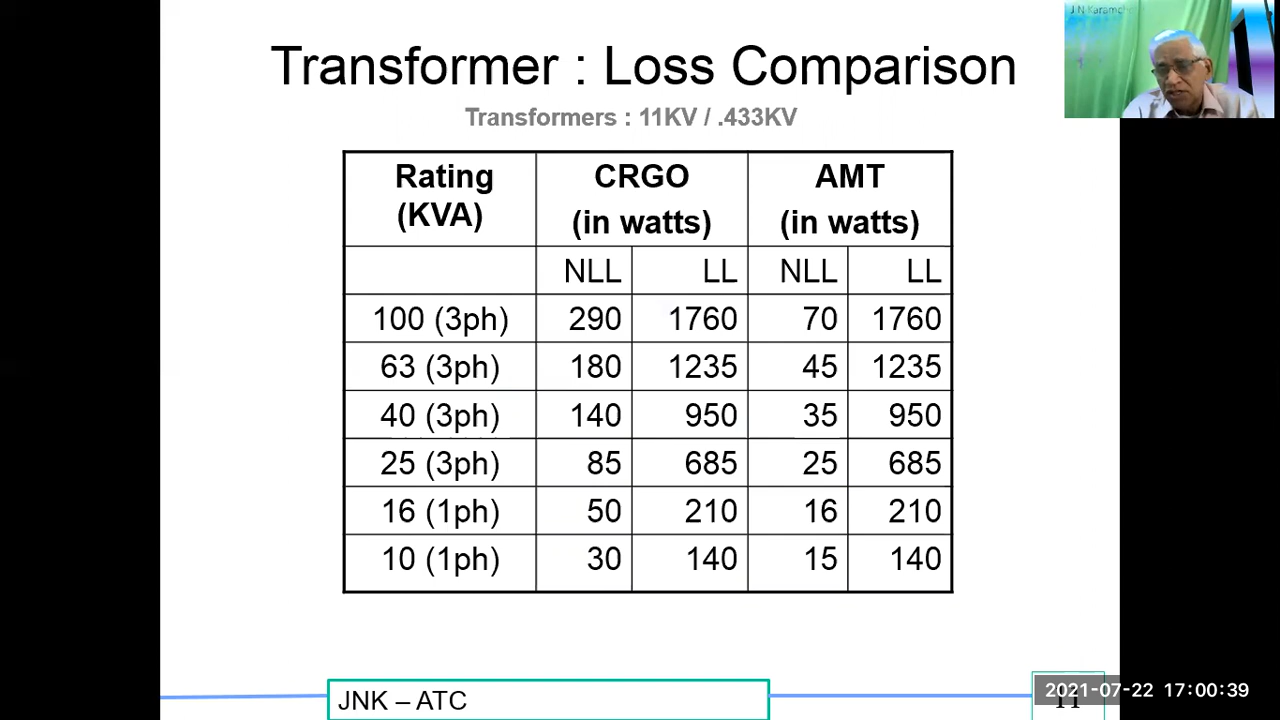 J N Karamch
Transformer : Loss Comparison
Transformers : 11KV / .433KV
Rating (KVA) CRGO (in watts) AMT (in watts)
NLL LL NLL LL
100 (3ph) 290 1760 70 1760
63 (3ph) 180 1235 45 1235
40 (3ph) 140 950 35 950
25 (3ph) 85 685 25 685
16 (1ph) 50 210 16 210
10 (1ph) 30 140 15 140
JNK – ATC
11
2021-07-22 17:00:39